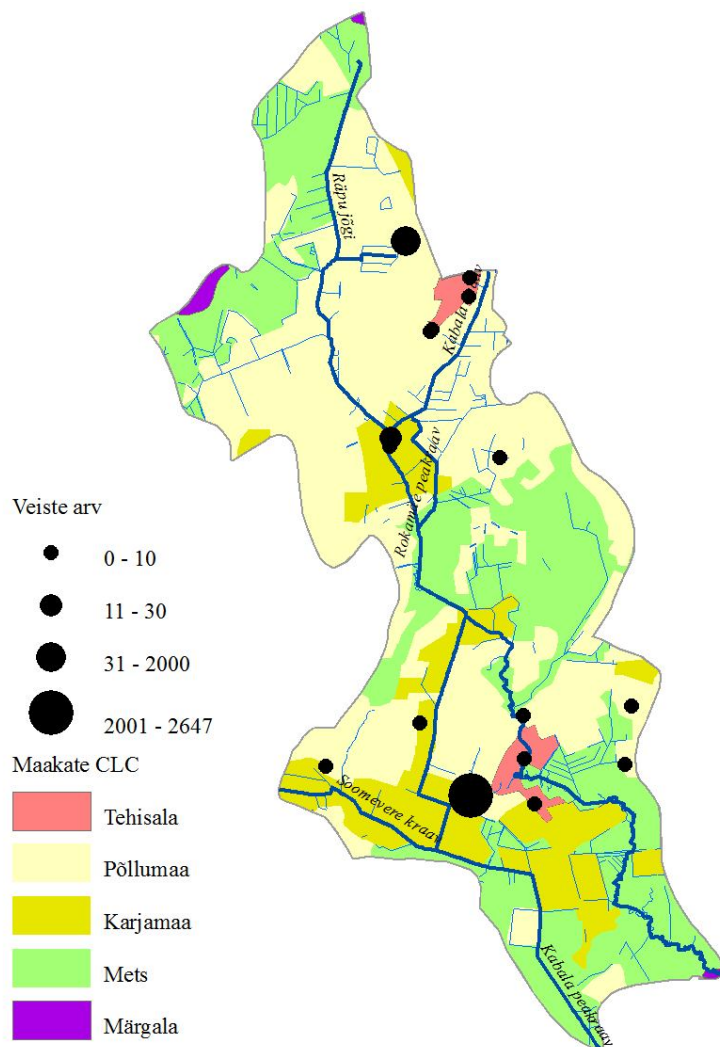 Räpu jõgi
Kabala kraav
Rokamäe peakraav
Veiste arv
0 - 10
11 - 30
31 - 2000
2001 - 2647
Maakate CLC
Tehisala
Põllumaa
Karjamaa
Mets
Märgala
Soomevere kraav
Kabala peakraav